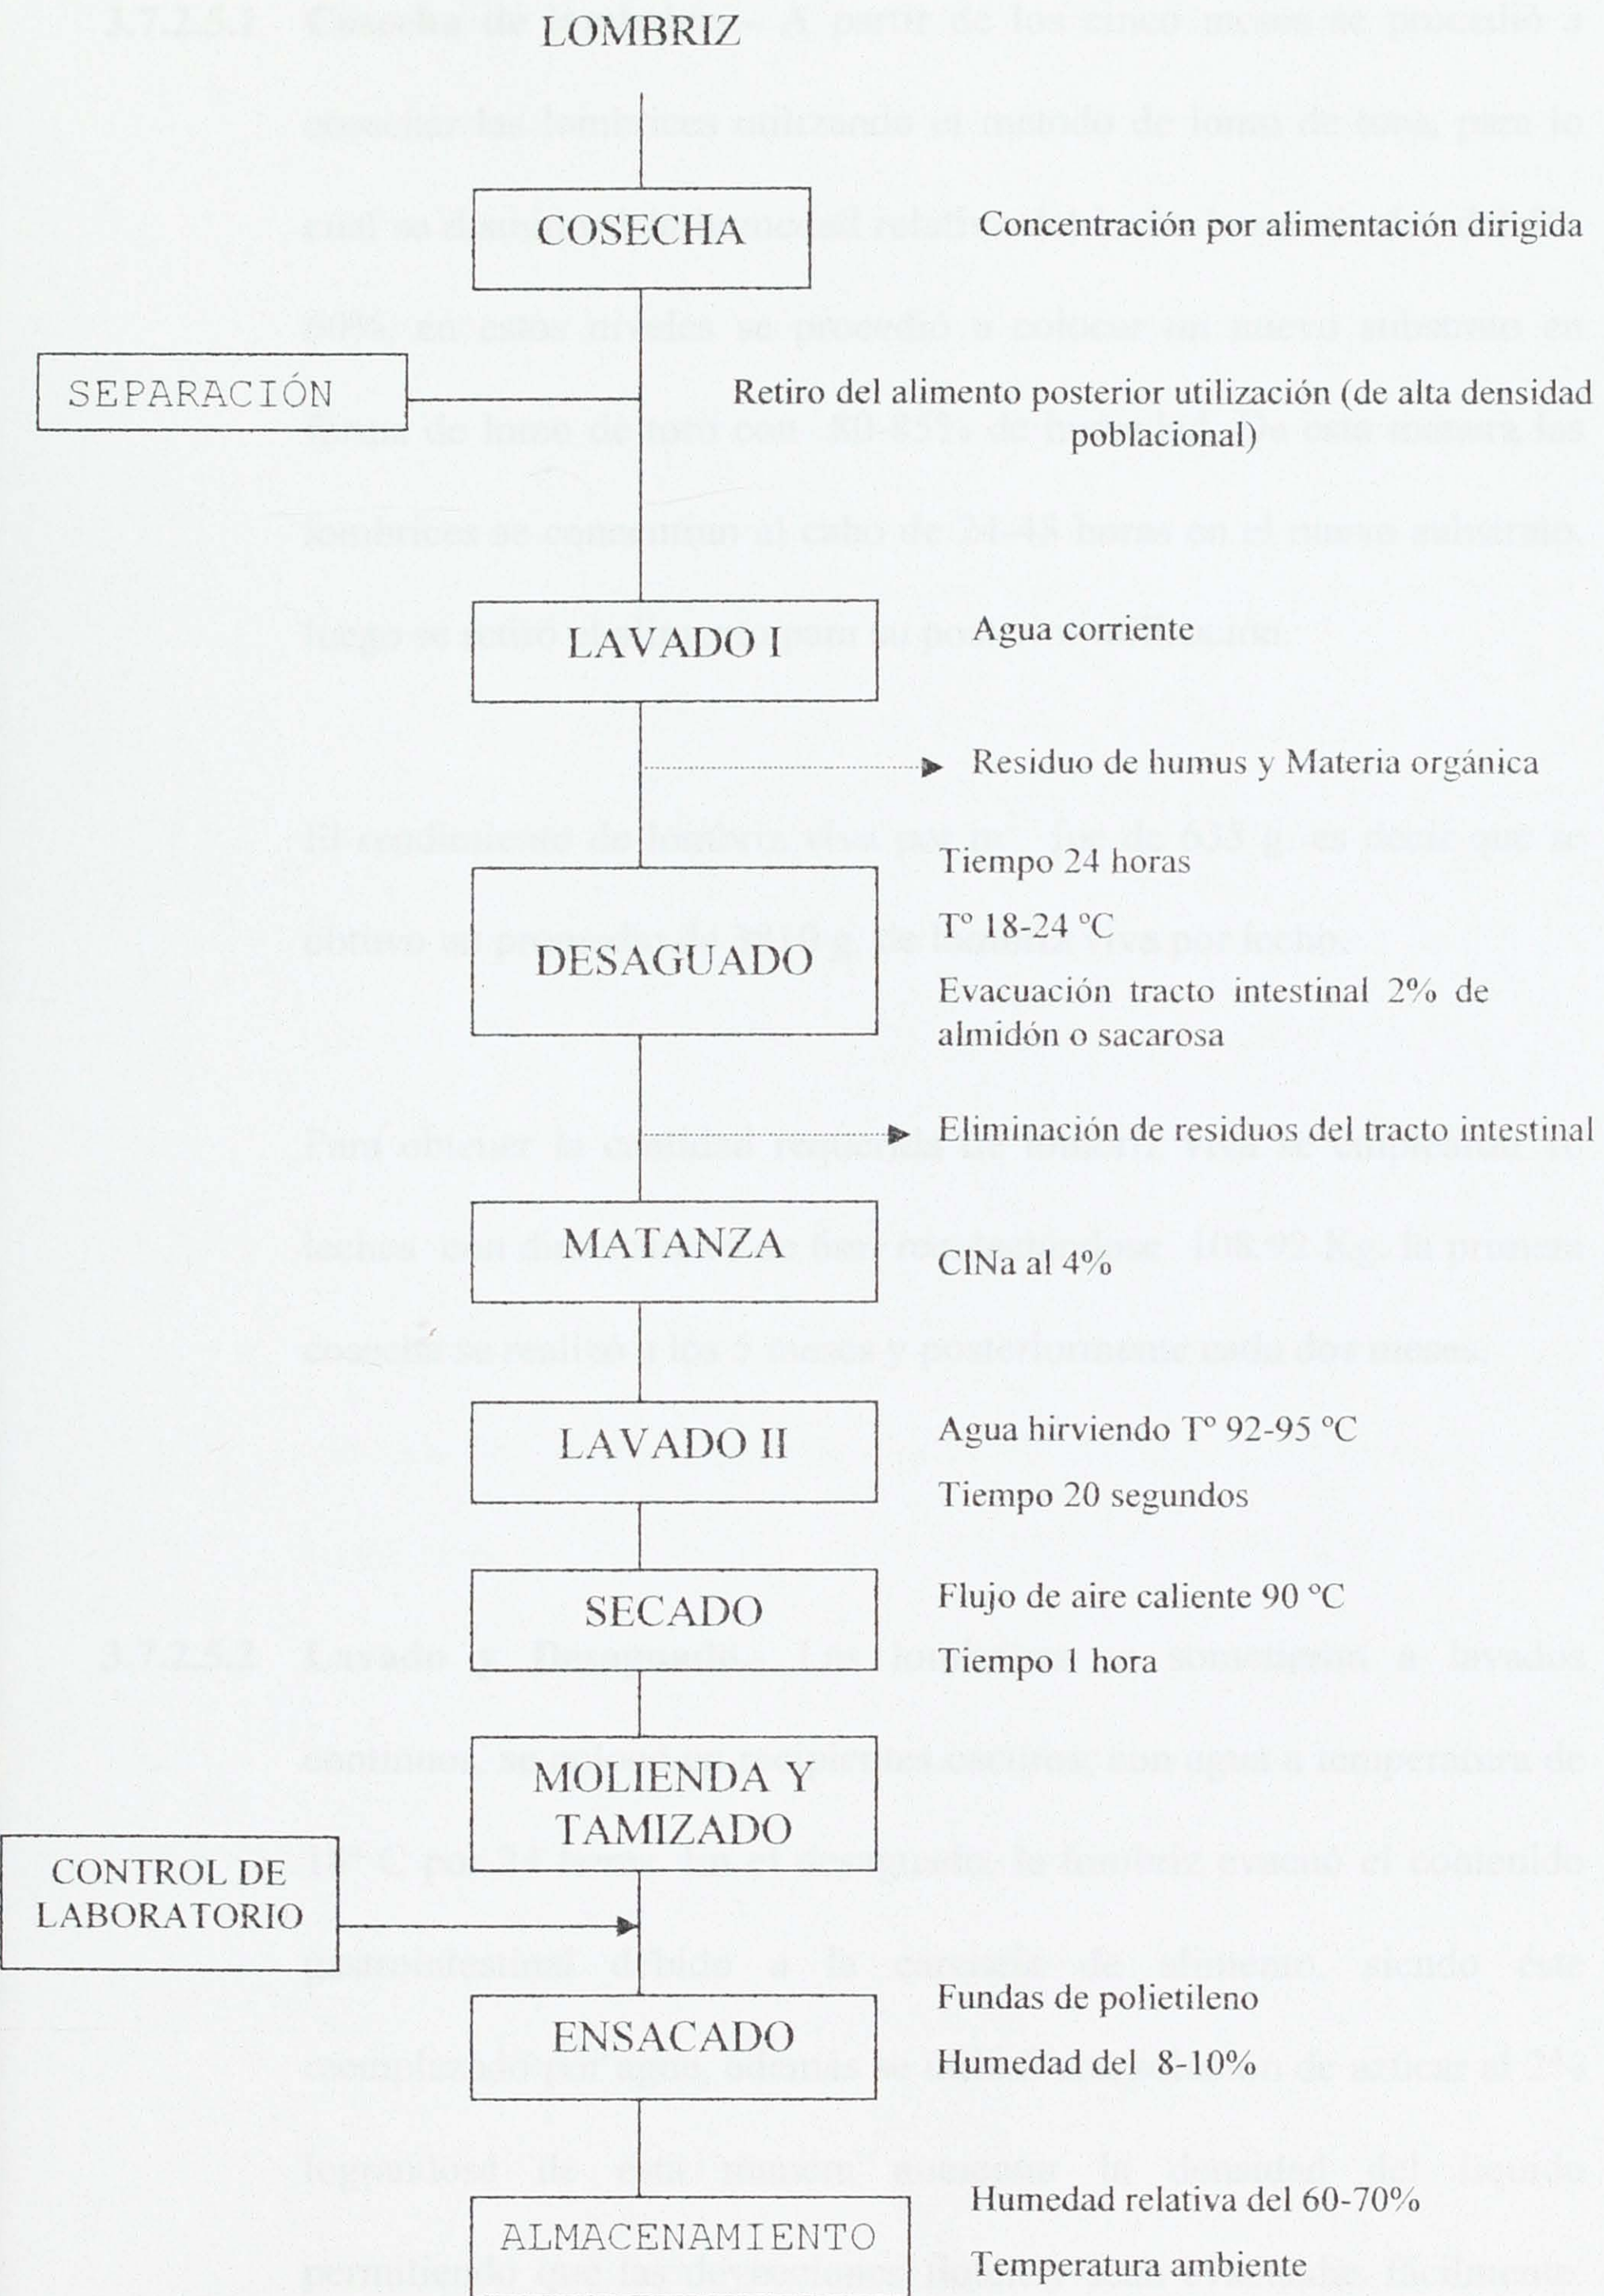 LOMBRIZ
COSECHA
Concentración por alimentación dirigida
SEPARACIÓN
Retiro del alimento posterior utilización (de alta densidad
poblacional)
LAVADO I
Agua corriente
Residuo de humus y Materia orgánica
DESAGUADO
Tiempo 24 horas
Tº 18-24 ºC
Evacuación tracto intestinal 2% de
almidón o sacarosa
Eliminación de residuos del tracto intestinal
MATANZA
ClNa al 4%
LAVADO II
Agua hirviendo Tº 92-95 ºC
Tiempo 20 segundos
SECADO
Flujo de aire caliente 90 ºC
Tiempo 1 hora
MOLIENDA Y
TAMIZADO
CONTROL DE
LABORATORIO
ENSACADO
Fundas de polietileno
Humedad del 8-10%
ALMACENAMIENTO
Humedad relativa del 60-70%
Temperatura ambiente